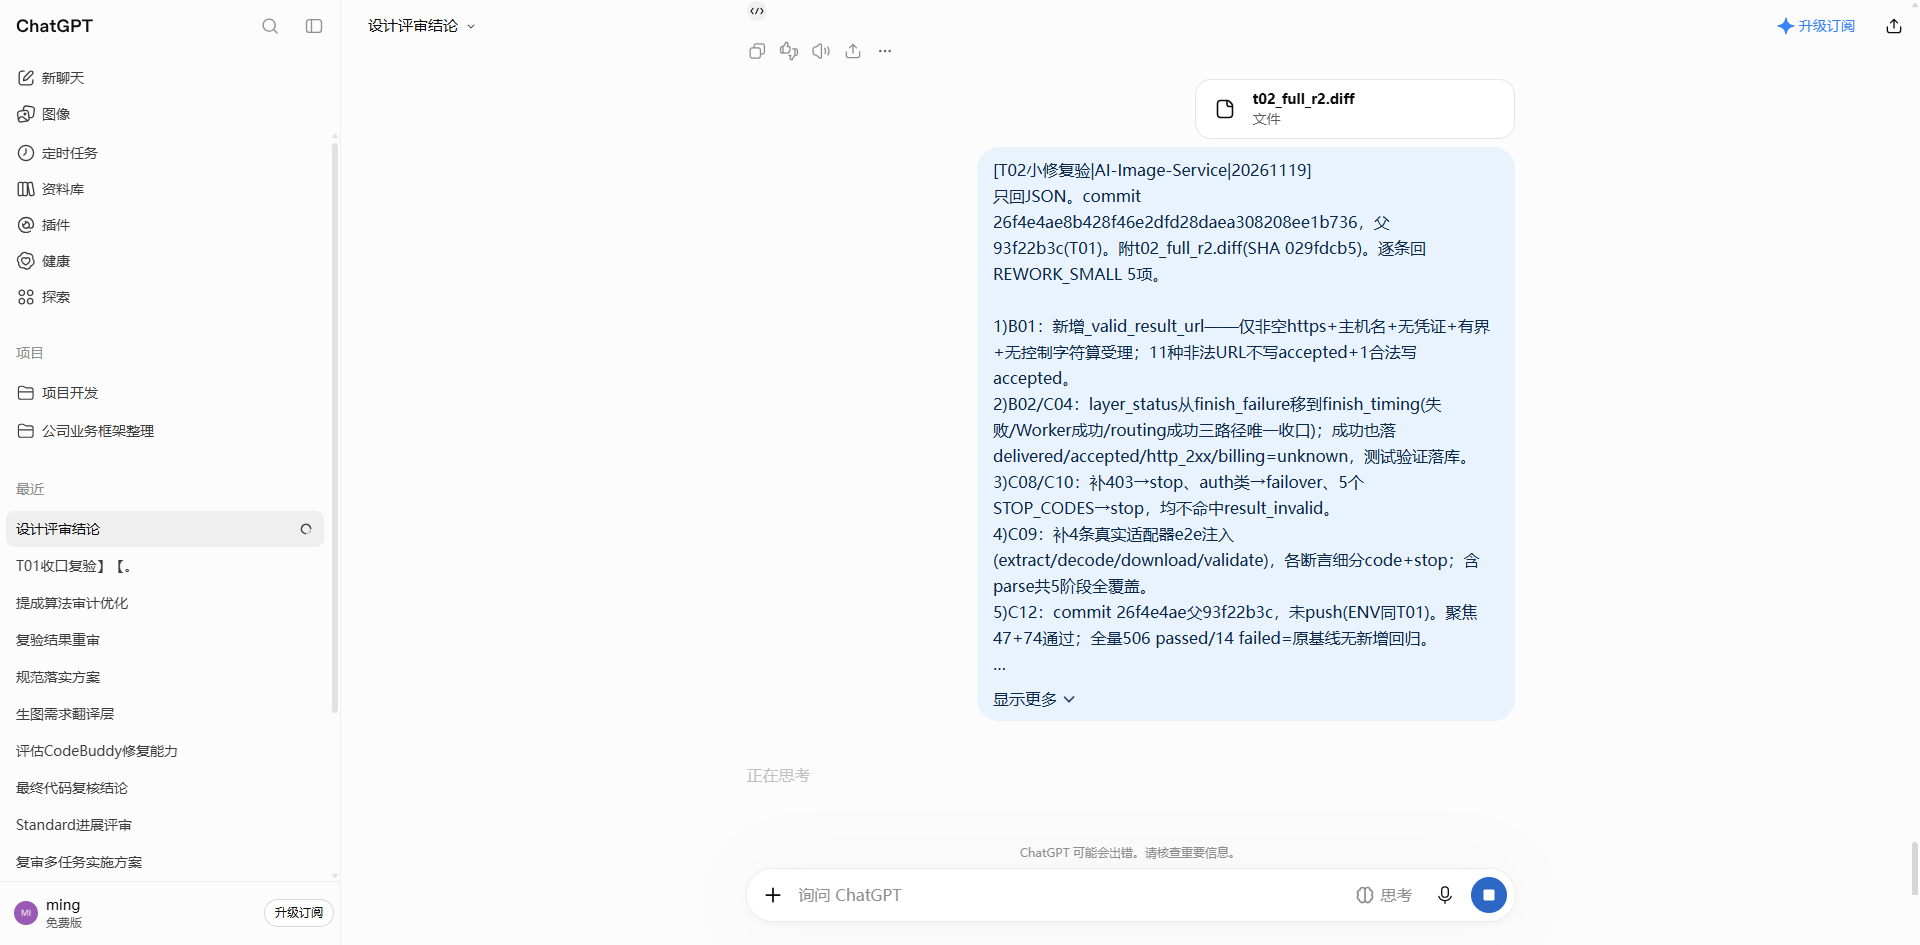 ChatGPT
新聊天
图像
定时任务
资料库
插件
健康
探索
项目
项目开发
公司业务框架整理
最近
设计评审结论
T01收口复验】【。
提成算法审计优化
复验结果重审
规范落实方案
生图需求翻译层
评估CodeBuddy修复能力
最终代码复核结论
Standard进展评审
复审多任务实施方案
MI
ming
免费版
升级订阅
设计评审结论
升级订阅
t02_full_r2.diff
文件
[T02小修复验|AI-Image-Service|20261119]
只回JSON。commit
26f4e4ae8b428f46e2dfd28daea308208ee1b736，父
93f22b3c(T01)。附t02_full_r2.diff(SHA 029fdcb5)。逐条回
REWORK_SMALL 5项。
1)B01：新增_valid_result_url——仅非空https+主机名+无凭证+有界
+无控制字符算受理；11种非法URL不写accepted+1合法写
accepted。
2)B02/C04：layer_status从finish_failure移到finish_timing(失
败/Worker成功/routing成功三路径唯一收口)；成功也落
delivered/accepted/http_2xx/billing=unknown，测试验证落库。
3)C08/C10：补403→stop、auth类→failover、5个
STOP_CODES→stop，均不命中result_invalid。
4)C09：补4条真实适配器e2e注入
(extract/decode/download/validate)，各断言细分code+stop；含
parse共5阶段全覆盖。
5)C12：commit 26f4e4ae父93f22b3c，未push(ENV同T01)。聚焦
47+74通过；全量506 passed/14 failed=原基线无新增回归。
...
显示更多
正在思考
ChatGPT 可能会出错。请核查重要信息。
询问 ChatGPT
思考